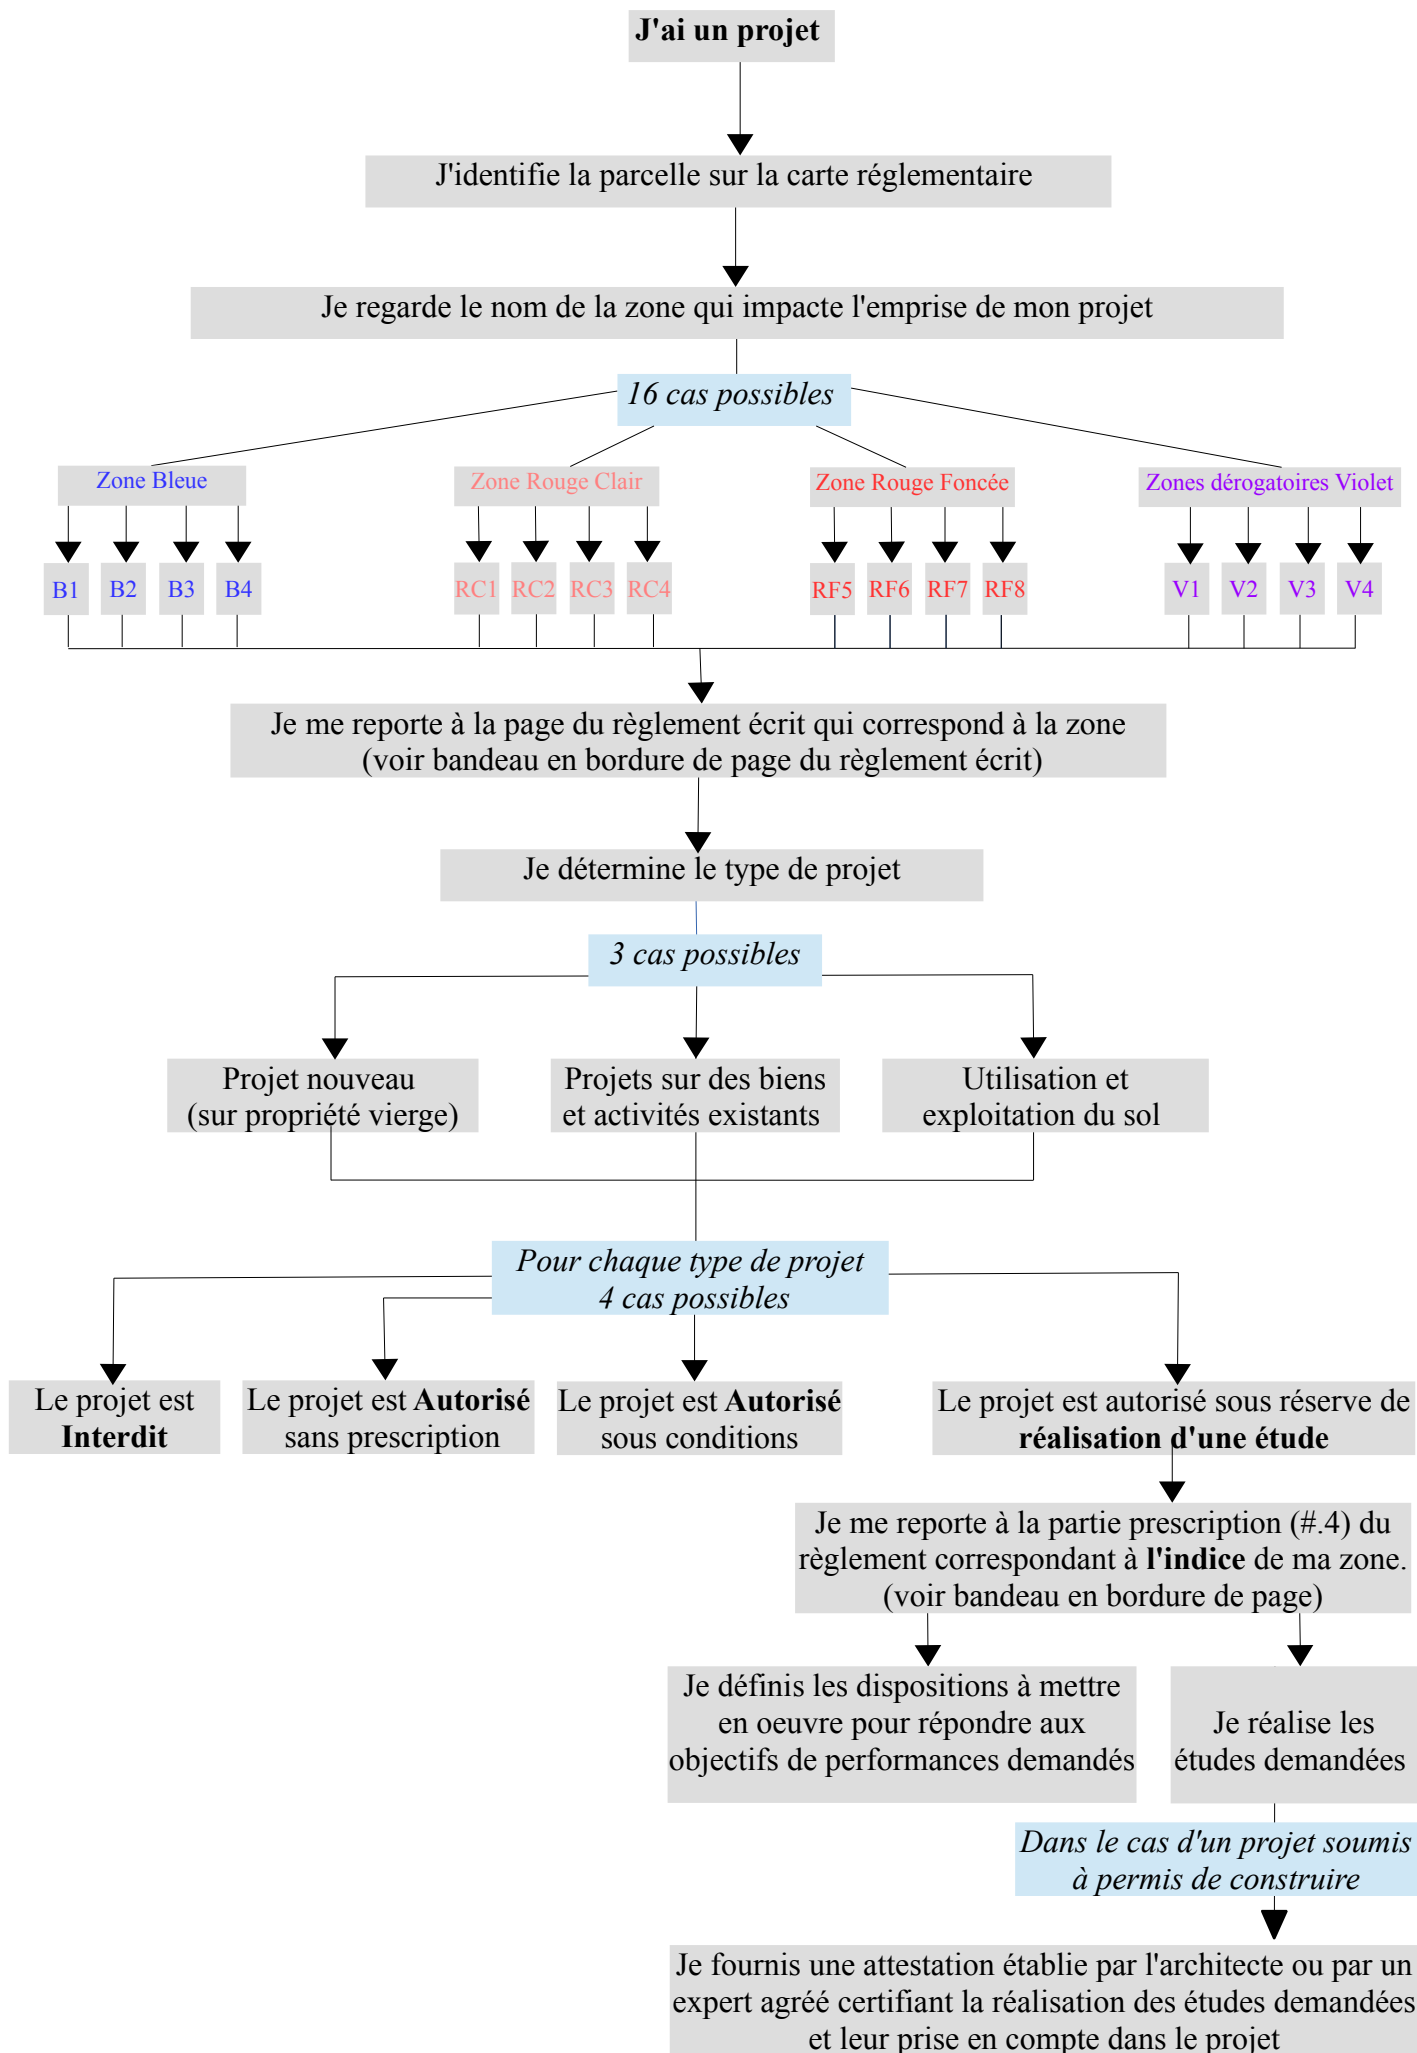 J'ai un projet
J'identifie la parcelle sur la carte réglementaire
Je regarde le nom de la zone qui impacte l'emprise de mon projet
16 cas possibles
Zone Bleue
Zone Rouge Clair
Zone Rouge Foncée
Zones dérogatoires Violet
B1 B2 B3 B4
RC1 RC2 RC3 RC4
RF5 RF6 RF7 RF8
V1 V2 V3 V4
Je me reporte à la page du règlement écrit qui correspond à la zone
(voir bandeau en bordure de page du règlement écrit)
Je détermine le type de projet
3 cas possibles
Projet nouveau
(sur propriété vierge)
Projets sur des biens
et activités existants
Utilisation et
exploitation du sol
Pour chaque type de projet
4 cas possibles
Le projet est
Interdit
Le projet est Autorisé
sans prescription
Le projet est Autorisé
sous conditions
Le projet est autorisé sous réserve de
réalisation d'une étude
Je me reporte à la partie prescription (#.4) du
règlement correspondant à l'indice de ma zone.
(voir bandeau en bordure de page)
Je définis les dispositions à mettre
en oeuvre pour répondre aux
objectifs de performances demandés
Je réalise les
études demandées
Dans le cas d'un projet soumis
à permis de construire
Je fournis une attestation établie par l'architecte ou par un
expert agréé certifiant la réalisation des études demandées
et leur prise en compte dans le projet